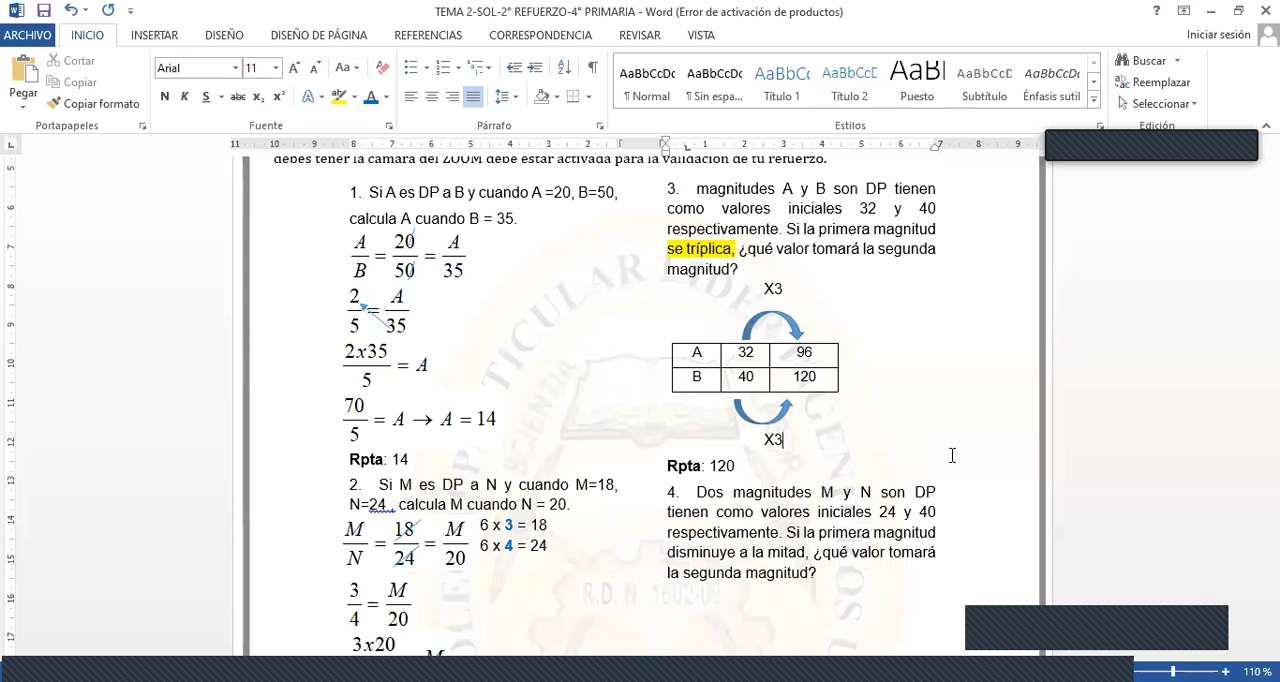 TEMA 2-SOL-2° REFUERZO-4° PRIMARIA - Word (Error de activación de productos)
ARCHIVO INICIO INSERTAR DISEÑO DISEÑO DE PÁGINA REFERENCIAS CORRESPONDENCIA REVISAR VISTA Iniciar sesión
Pegar
Cortar
Copiar
Copiar formato
Portapapeles
Arial 11
Fuente
Párrafo
AaBbCcDc AaBbCcDc AaBbCc AaBbCcD AaBl AaBbCcD AaBbCcDc
¶ Normal ¶ Sin espa... Título 1 Título 2 Puesto Subtítulo Énfasis sutil
Estilos
Buscar
Reemplazar
Seleccionar
Edición
debes tener la cámara del ZOOM debe estar activada para la validación de tu refuerzo.
1. Si A es DP a B y cuando A =20, B=50,
calcula A cuando B = 35.
A/B = 20/50 = A/35
2/5 = A/35
2x35/5 = A
70/5 = A → A = 14
Rpta: 14
2. Si M es DP a N y cuando M=18,
N=24 , calcula M cuando N = 20.
M/N = 18/24 = M/20
6 x 3 = 18
6 x 4 = 24
3/4 = M/20
3x20
M
3. magnitudes A y B son DP tienen
como valores iniciales 32 y 40
respectivamente. Si la primera magnitud
se tríplica, ¿qué valor tomará la segunda
magnitud?
X3
A 32 96
B 40 120
X3
Rpta: 120
4. Dos magnitudes M y N son DP
tienen como valores iniciales 24 y 40
respectivamente. Si la primera magnitud
disminuye a la mitad, ¿qué valor tomará
la segunda magnitud?
110 %